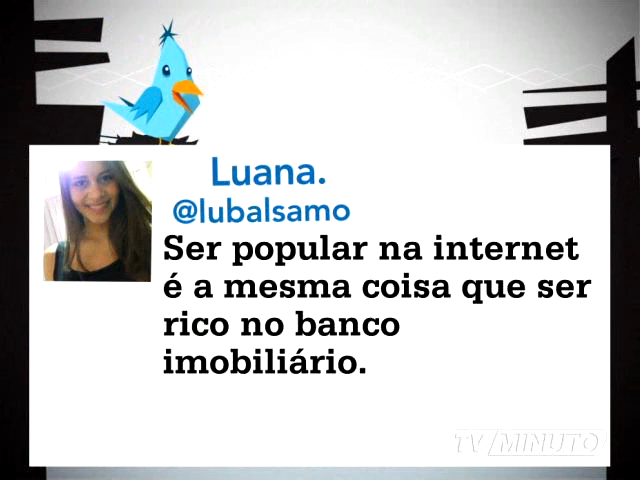 Luana.
@lubalsamo
Ser popular na internet
é a mesma coisa que ser
rico no banco
imobiliário.
TV MINUTO